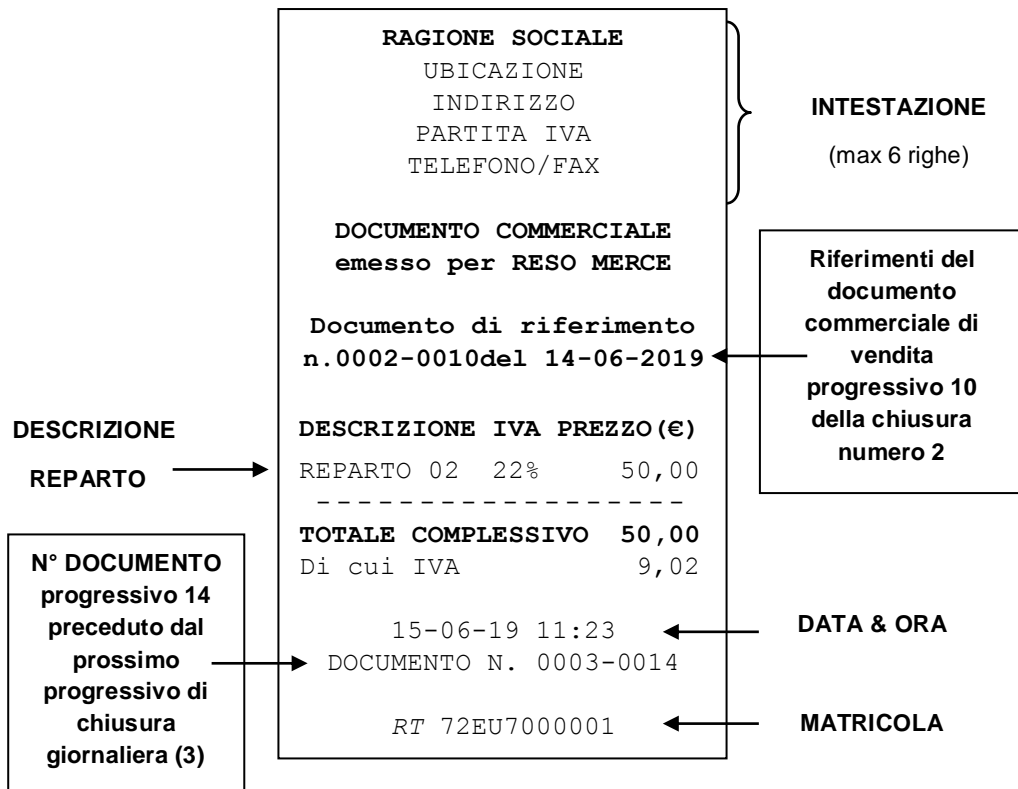 RAGIONE SOCIALE
UBICAZIONE
INDIRIZZO
PARTITA IVA
TELEFONO/FAX
INTESTAZIONE
(max 6 righe)
DOCUMENTO COMMERCIALE
emesso per RESO MERCE
Documento di riferimento
n.0002-0010del 14-06-2019
Riferimenti del
documento
commerciale di
vendita
progressivo 10
della chiusura
numero 2
DESCRIZIONE
REPARTO
DESCRIZIONE IVA PREZZO(€)
REPARTO 02 22% 50,00
- - - - - - - - - - - - - - - - - -
TOTALE COMPLESSIVO 50,00
Di cui IVA 9,02
N° DOCUMENTO
progressivo 14
preceduto dal
prossimo
progressivo di
chiusura
giornaliera (3)
15-06-19 11:23
DOCUMENTO N. 0003-0014
DATA & ORA
RT 72EU7000001
MATRICOLA